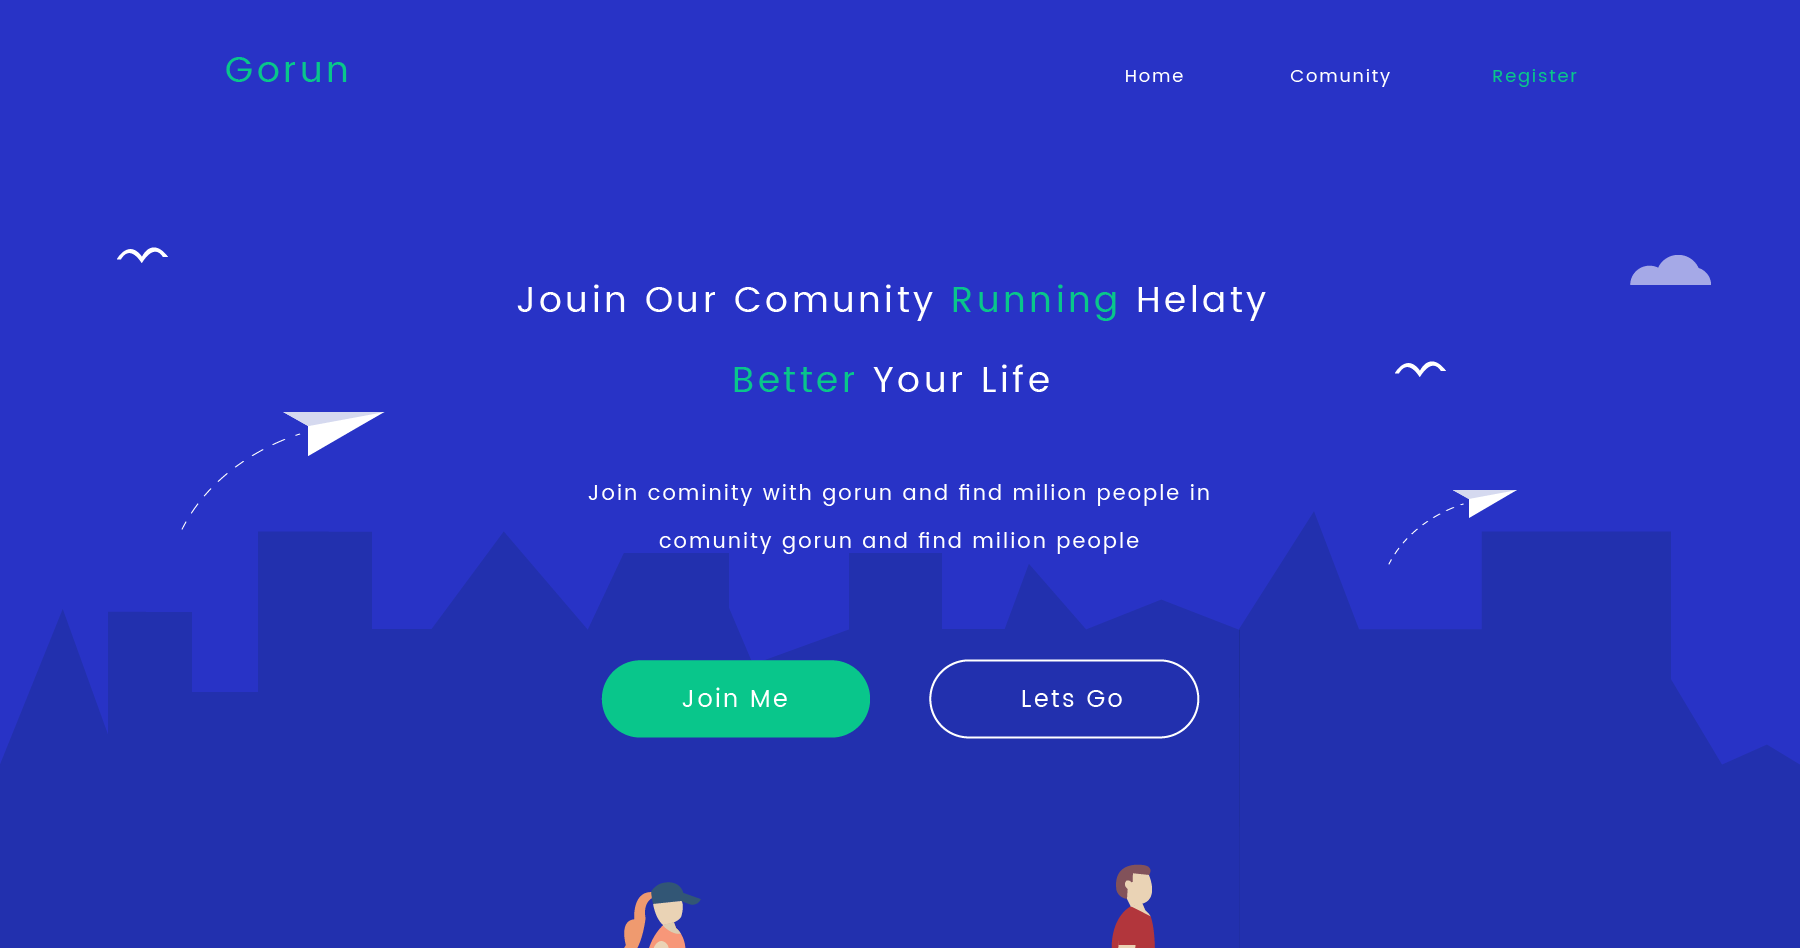 Gorun
Home Comunity Register
Jouin Our Comunity Running Helaty
Better Your Life
Join cominity with gorun and find milion people in
comunity gorun and find milion people
Join Me
Lets Go